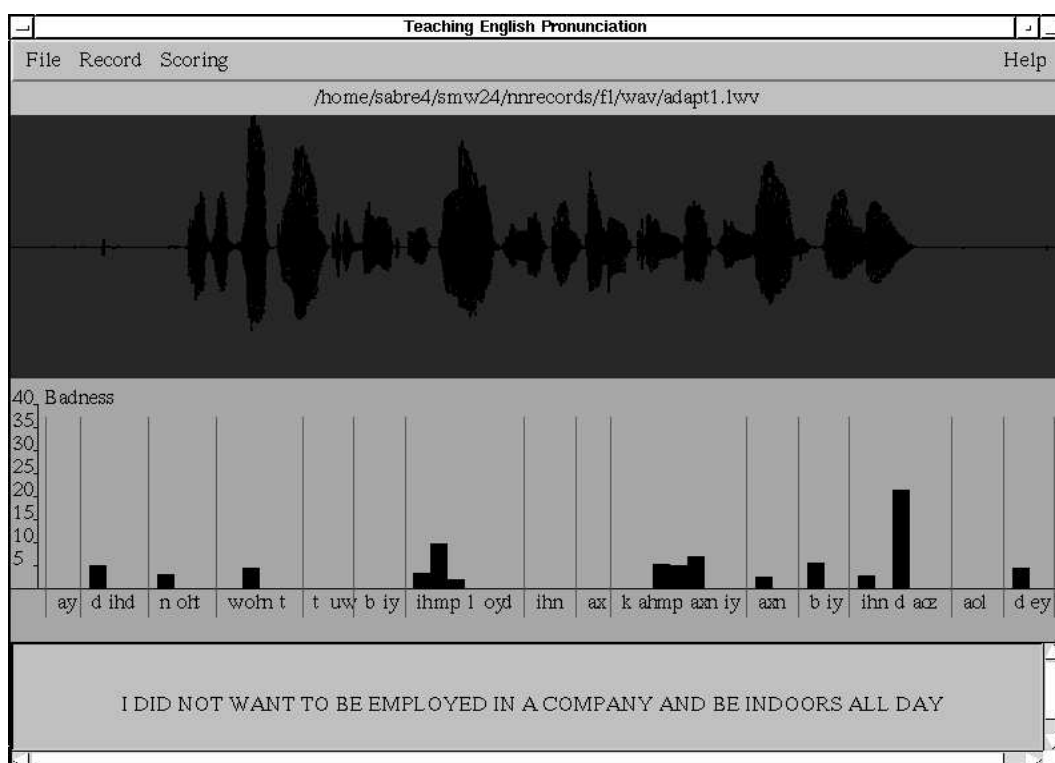 Teaching English Pronunciation
File Record Scoring Help
/home/sabre4/smw24/nnrecords/f1/wav/adapt1.lwv
40 Badness
35
30
25
20
15
10
5
ay d ihd n oht wohn t t uw b iy ihmp l oyd ihn ax k ahmp axn iy axn b iy ihn d aoz aol d ey
I DID NOT WANT TO BE EMPLOYED IN A COMPANY AND BE INDOORS ALL DAY